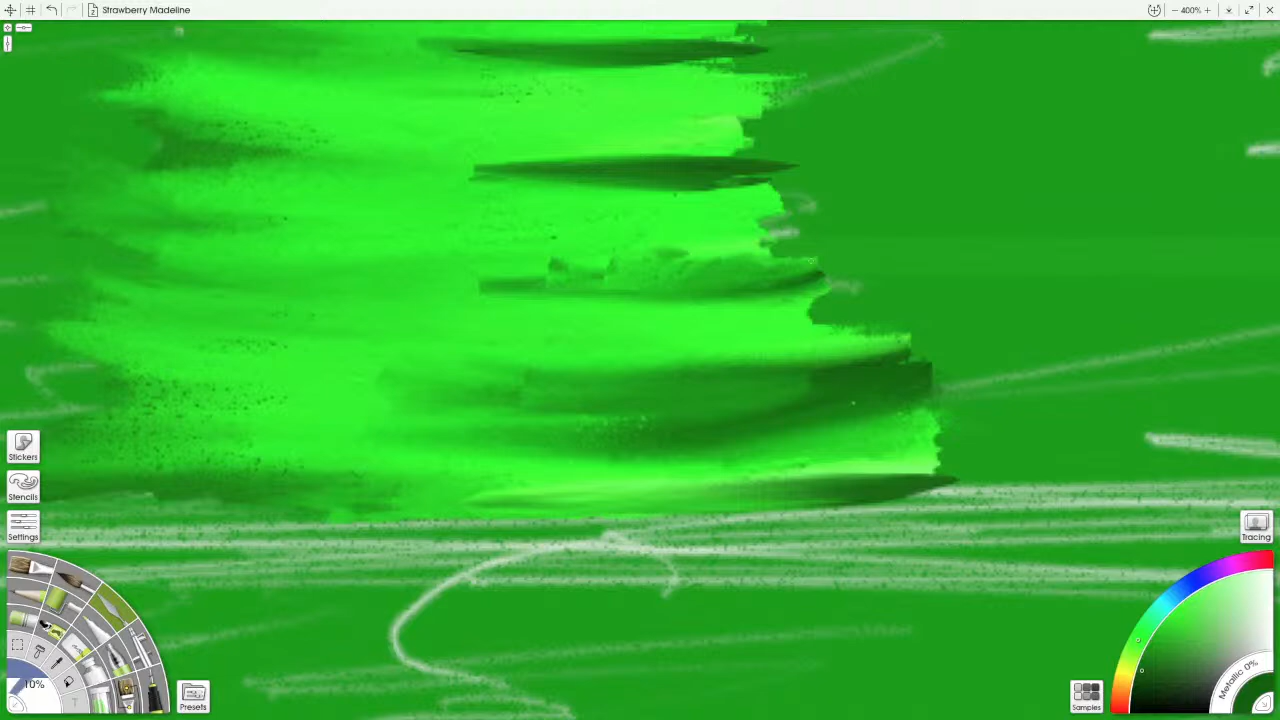 Strawberry Madeline
400%
Stickers
Stencils
Settings
Tracing
10%
Presets
Metallic 0%
Samples